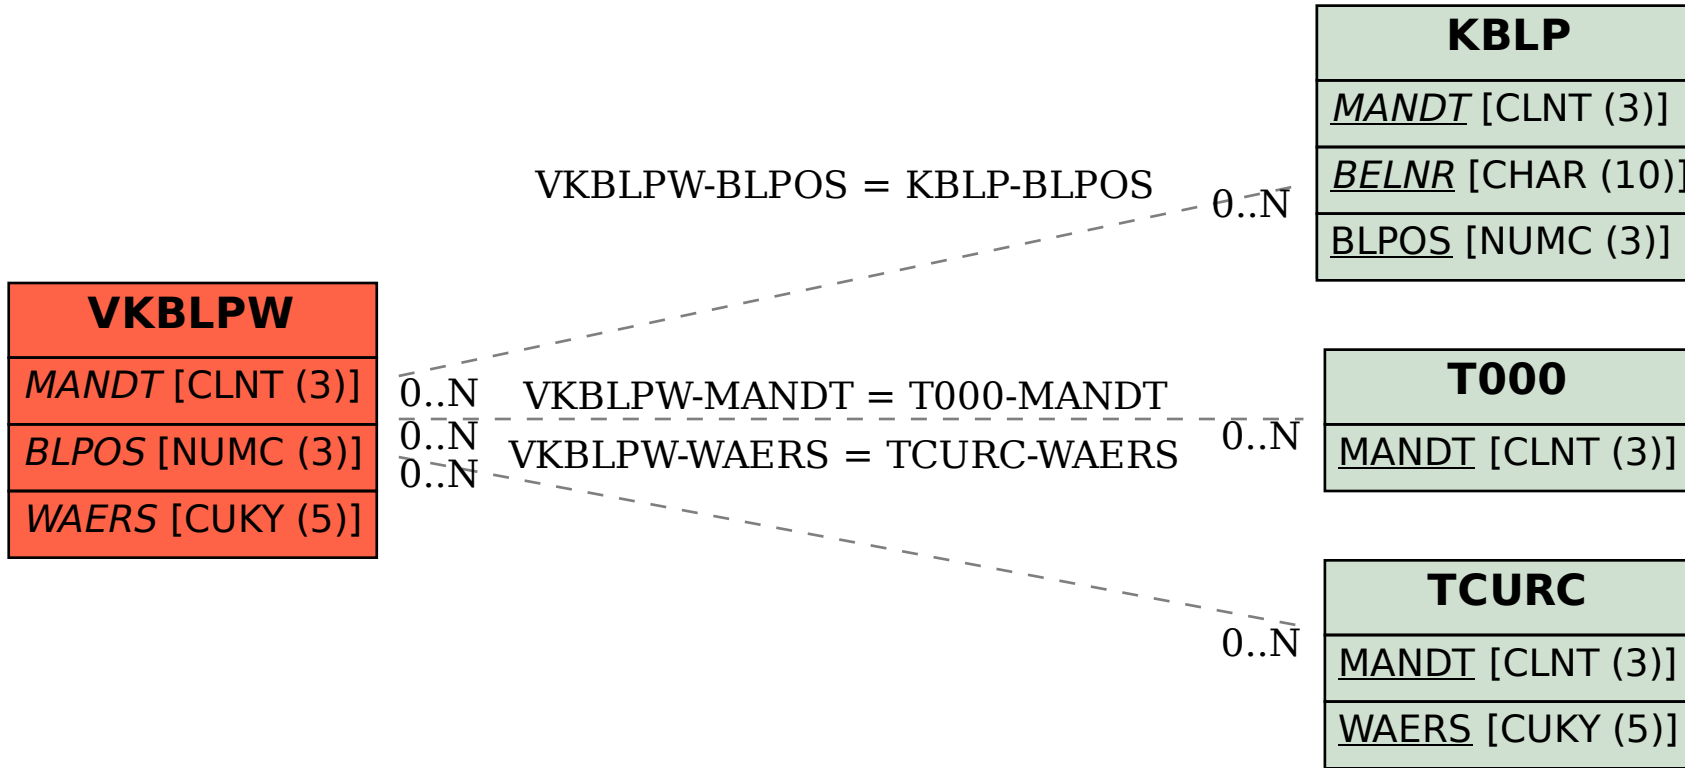 VKBLPW
MANDT [CLNT (3)]
BLPOS [NUMC (3)]
WAERS [CUKY (5)]
VKBLPW-BLPOS = KBLP-BLPOS
0..N
0..N
VKBLPW-MANDT = T000-MANDT
0..N
0..N
VKBLPW-WAERS = TCURC-WAERS
0..N
0..N
KBLP
MANDT [CLNT (3)]
BELNR [CHAR (10)]
BLPOS [NUMC (3)]
T000
MANDT [CLNT (3)]
TCURC
MANDT [CLNT (3)]
WAERS [CUKY (5)]